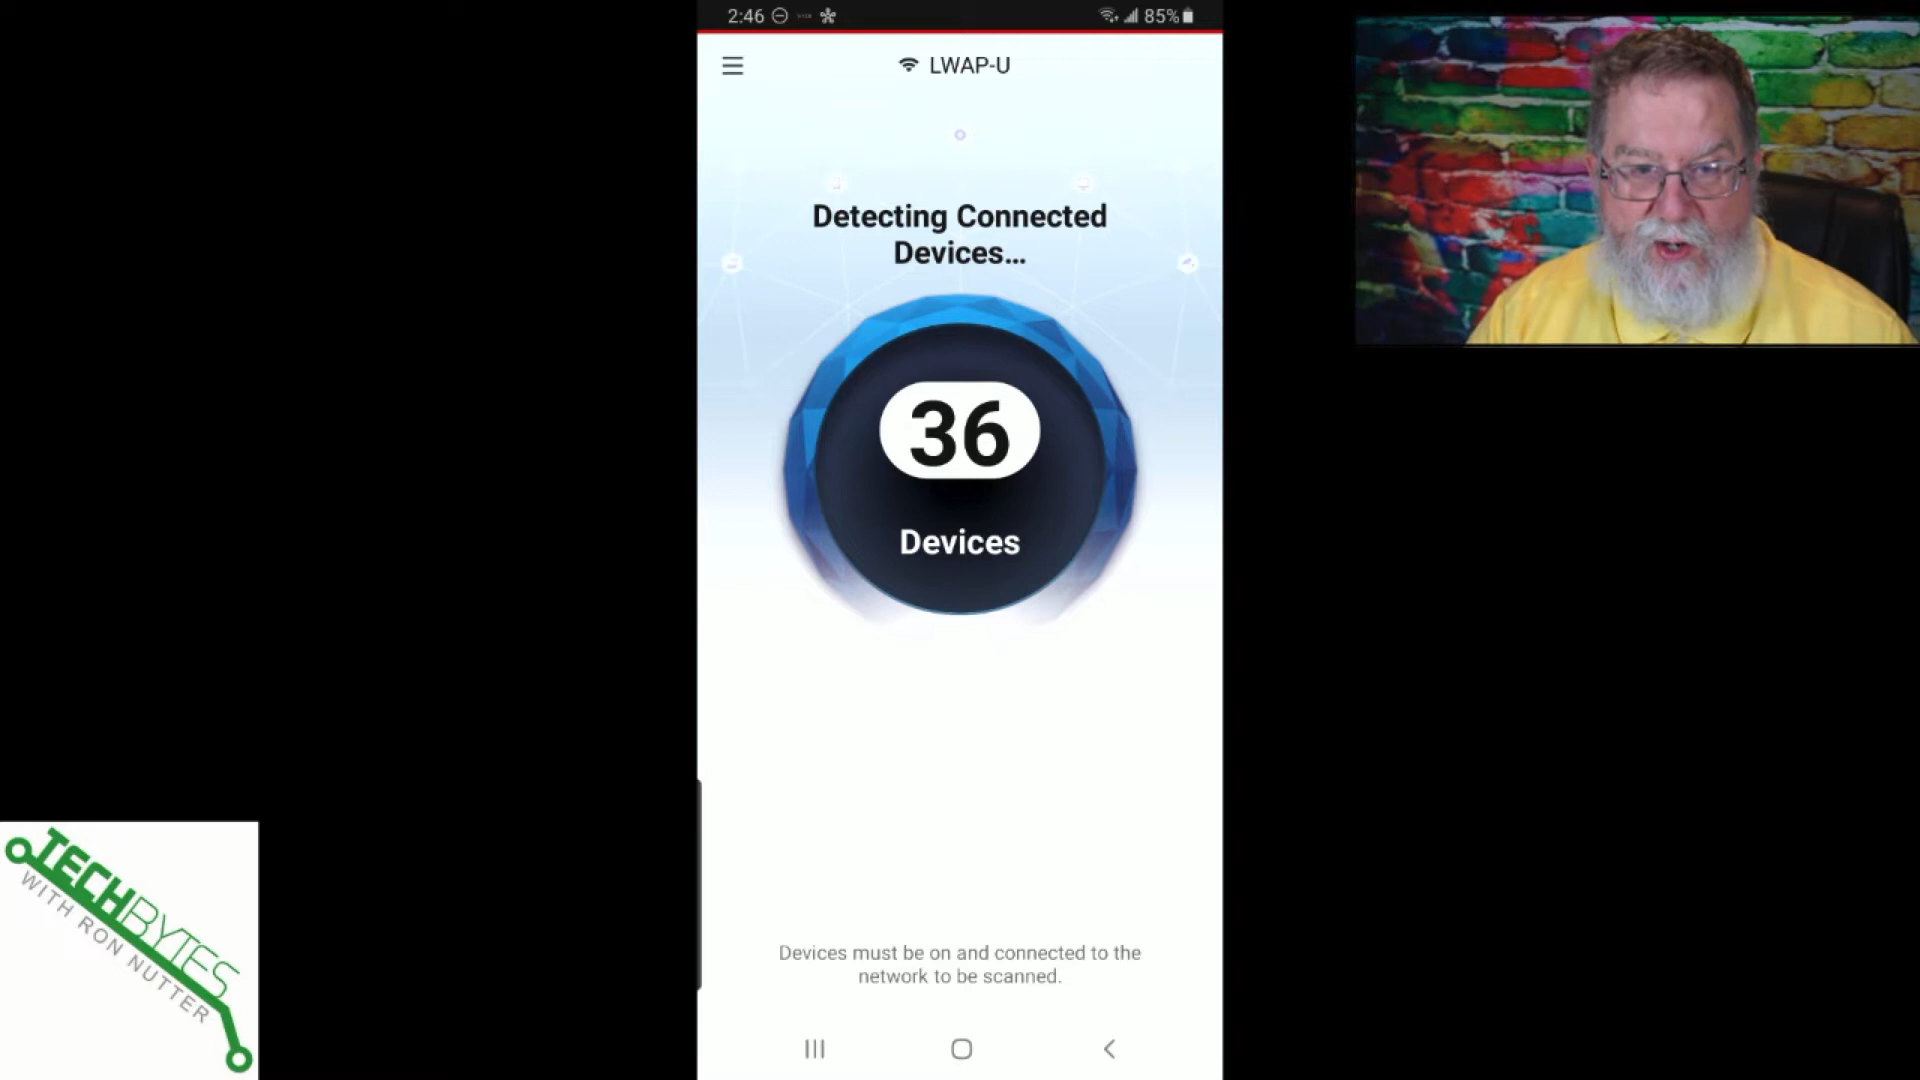 2:46
85%
LWAP-U
Detecting Connected
Devices...
36
Devices
Devices must be on and connected to the
network to be scanned.
TECHBYTES
WITH RON NUTTER